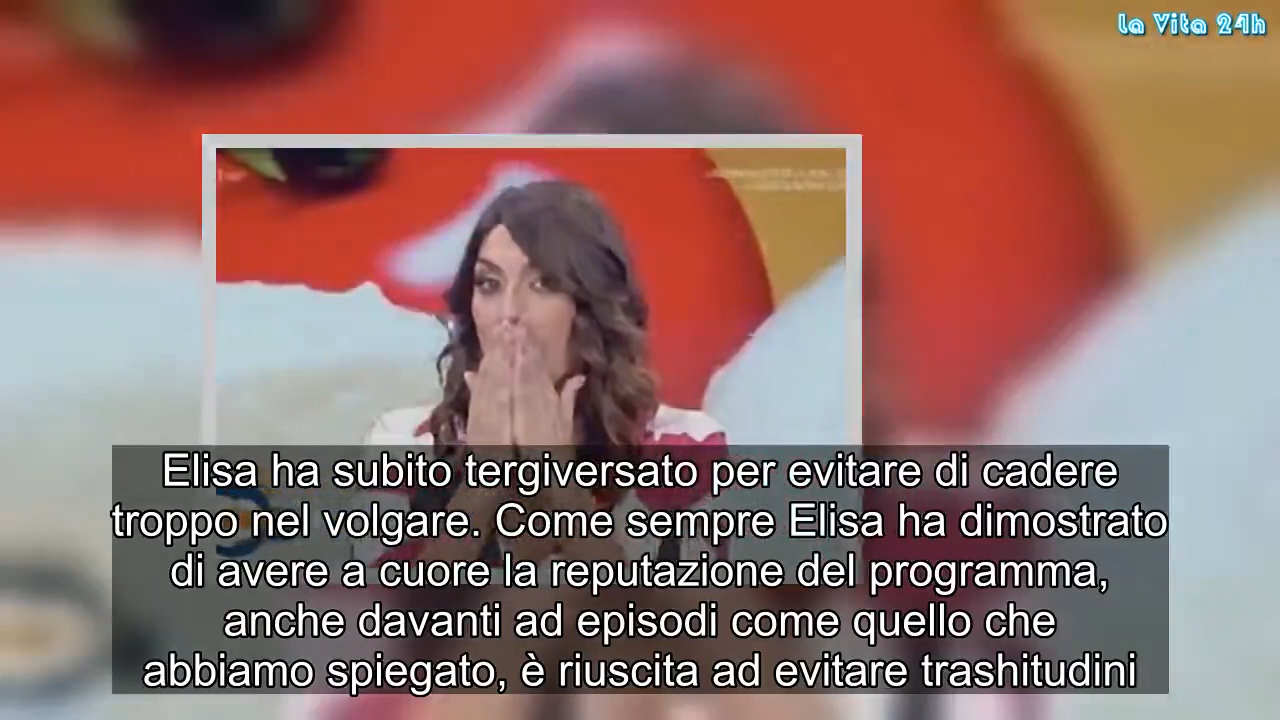 La Vita 24h
Elisa ha subito tergiversato per evitare di cadere
troppo nel volgare. Come sempre Elisa ha dimostrato
di avere a cuore la reputazione del programma,
anche davanti ad episodi come quello che
abbiamo spiegato, è riuscita ad evitare trashitudini